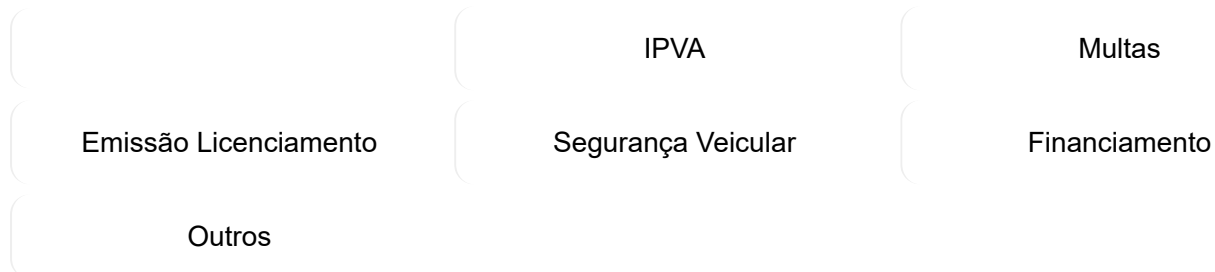 IPVA
Multas
Emissão Licenciamento
Segurança Veicular
Financiamento
Outros